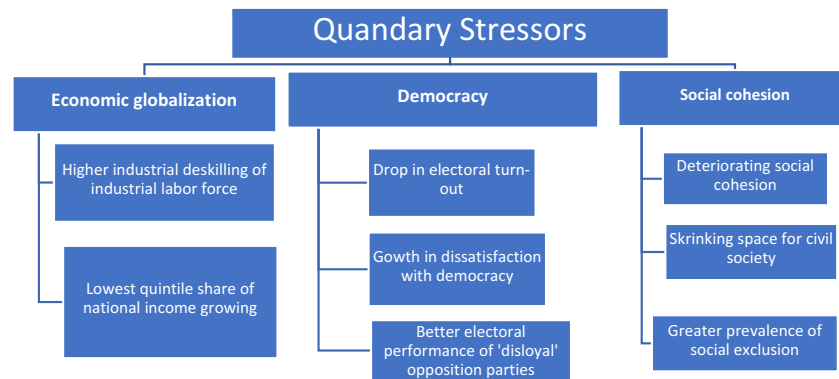 Quandary Stressors
Economic globalization
Higher industrial deskilling of
industrial labor force
Lowest quintile share of
national income growing
Democracy
Drop in electoral turn-
out
Gowth in dissatisfaction
with democracy
Better electoral
performance of 'disloyal'
opposition parties
Social cohesion
Deteriorating social
cohesion
Skrinking space for civil
society
Greater prevalence of
social exclusion